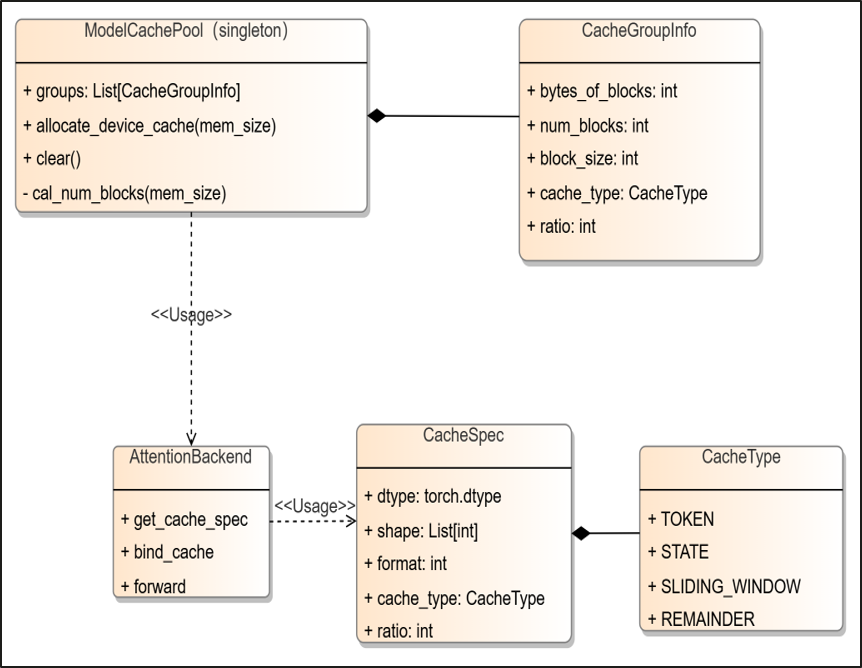 ModelCachePool (singleton)
+ groups: List[CacheGroupInfo]
+ allocate_device_cache(mem_size)
+ clear()
- cal_num_blocks(mem_size)
CacheGroupInfo
+ bytes_of_blocks: int
+ num_blocks: int
+ block_size: int
+ cache_type: CacheType
+ ratio: int
<<Usage>>
AttentionBackend
+ get_cache_spec
+ bind_cache
+ forward
<<Usage>>
CacheSpec
+ dtype: torch.dtype
+ shape: List[int]
+ format: int
+ cache_type: CacheType
+ ratio: int
CacheType
+ TOKEN
+ STATE
+ SLIDING_WINDOW
+ REMAINDER